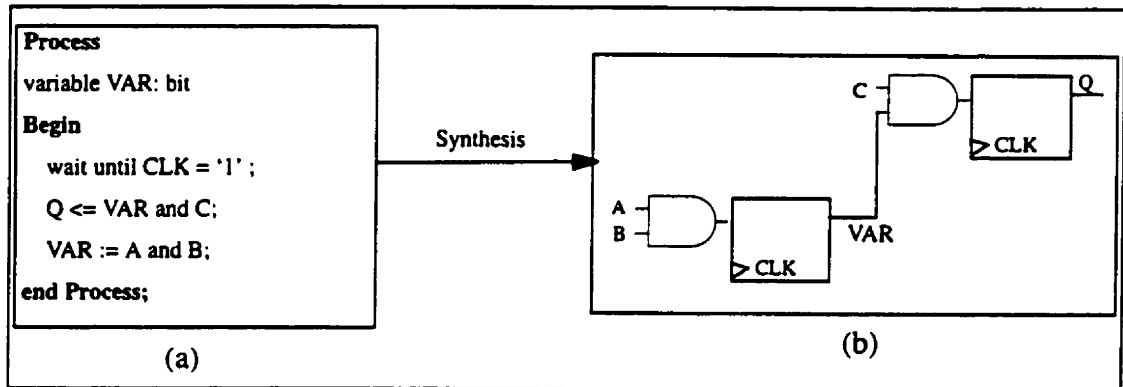 Process
variable VAR: bit
Begin
wait until CLK = ‘1’ ;
Q <= VAR and C;
VAR := A and B;
end Process;
(a)
Synthesis
C
Q
CLK
A
B
VAR
CLK
(b)